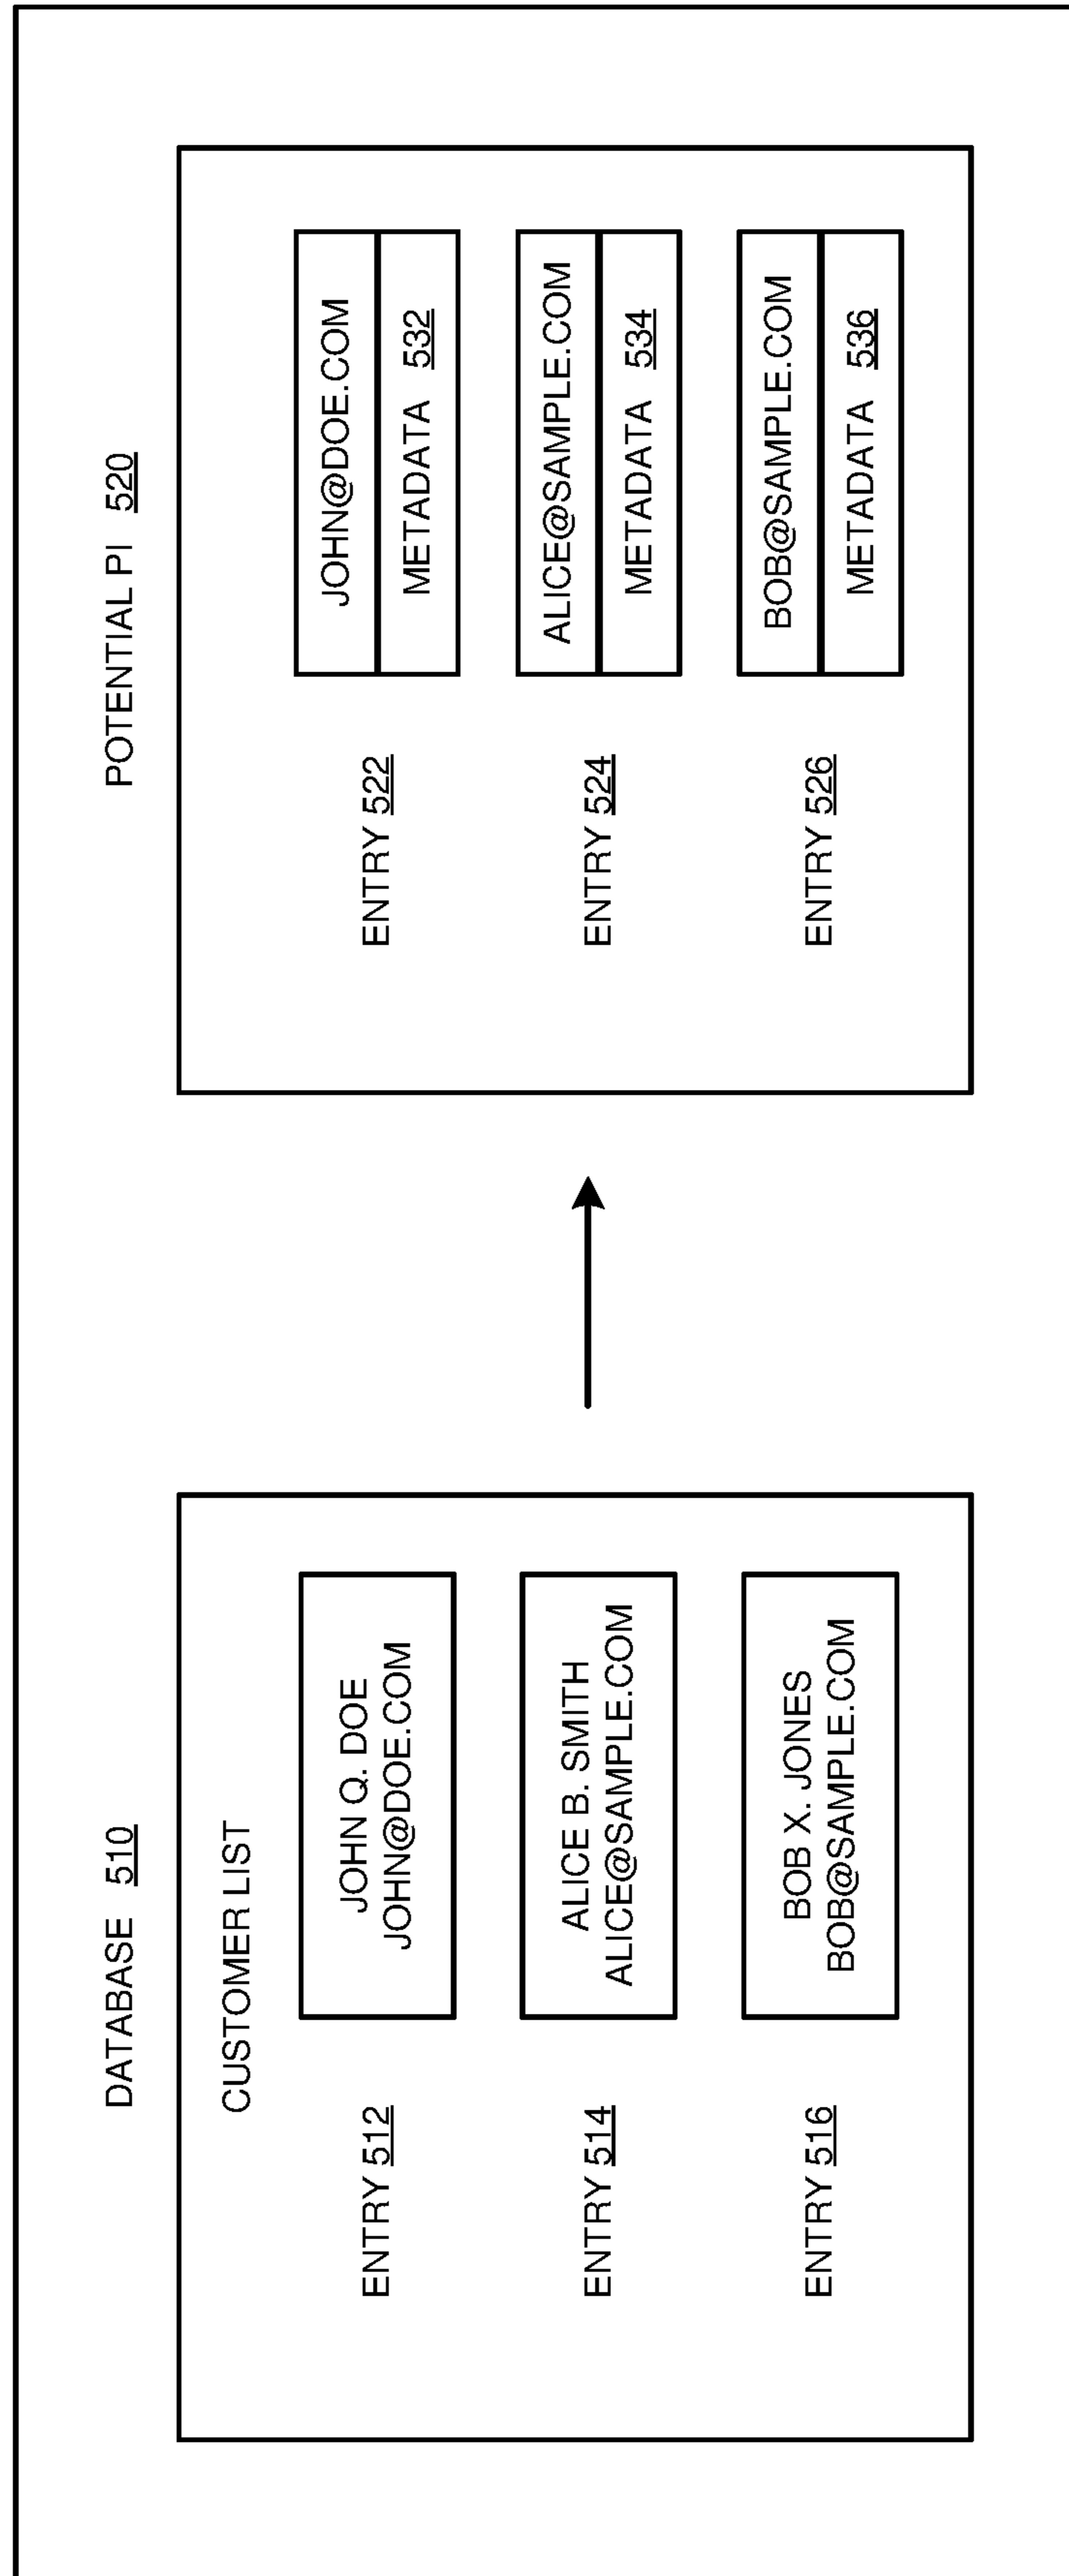 DATABASE 510
CUSTOMER LIST
ENTRY 512
JOHN Q. DOE
JOHN@DOE.COM
ENTRY 514
ALICE B. SMITH
ALICE@SAMPLE.COM
ENTRY 516
BOB X. JONES
BOB@SAMPLE.COM
POTENTIAL PI 520
ENTRY 522
JOHN@DOE.COM
METADATA 532
ENTRY 524
ALICE@SAMPLE.COM
METADATA 534
ENTRY 526
BOB@SAMPLE.COM
METADATA 536